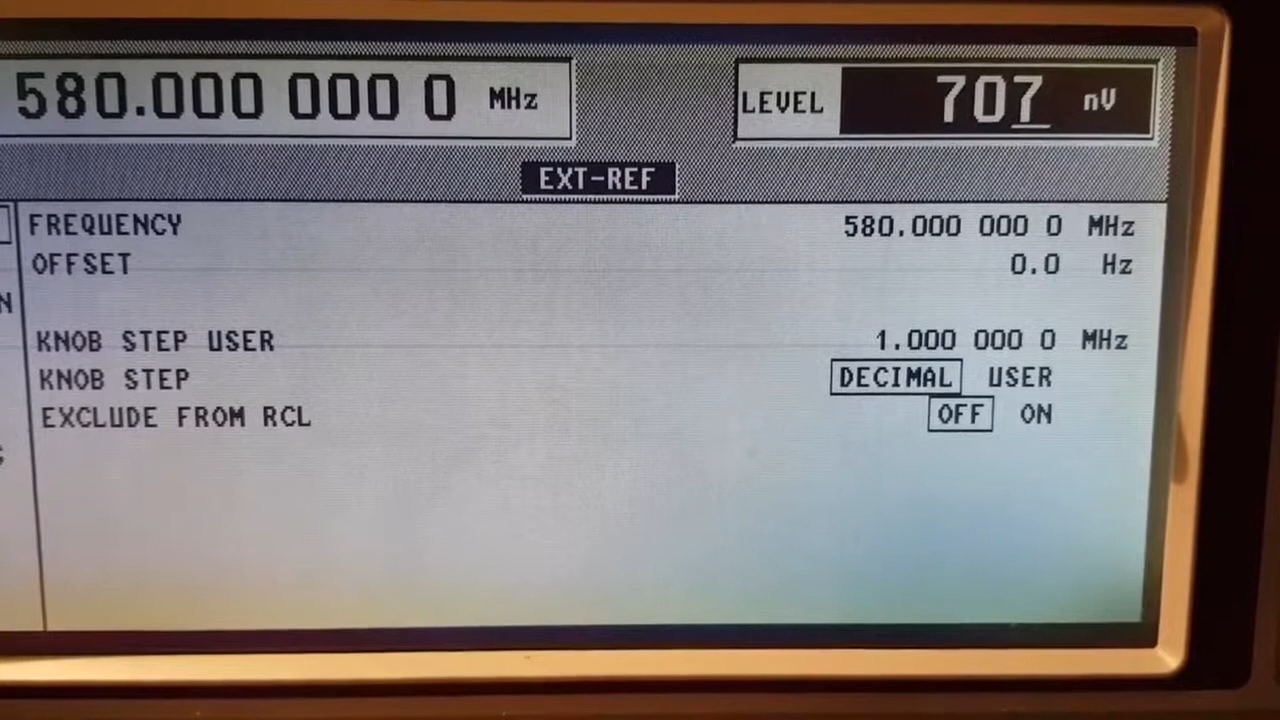 580.000 000 0 MHz LEVEL 707 nV
EXT-REF
FREQUENCY 580.000 000 0 MHz
OFFSET 0.0 Hz
KNOB STEP USER 1.000 000 0 MHz
KNOB STEP DECIMAL USER
EXCLUDE FROM RCL OFF ON